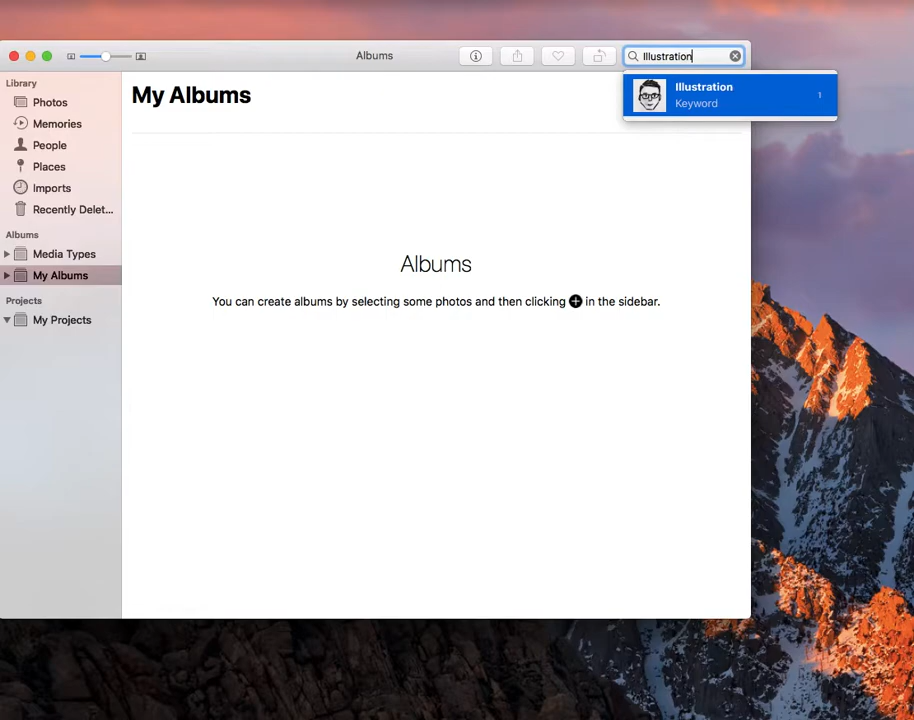 Albums
Illustration
Illustration
Keyword
1
Library
Photos
Memories
People
Places
Imports
Recently Delet...
Albums
Media Types
My Albums
Projects
My Projects
My Albums
Albums
You can create albums by selecting some photos and then clicking + in the sidebar.